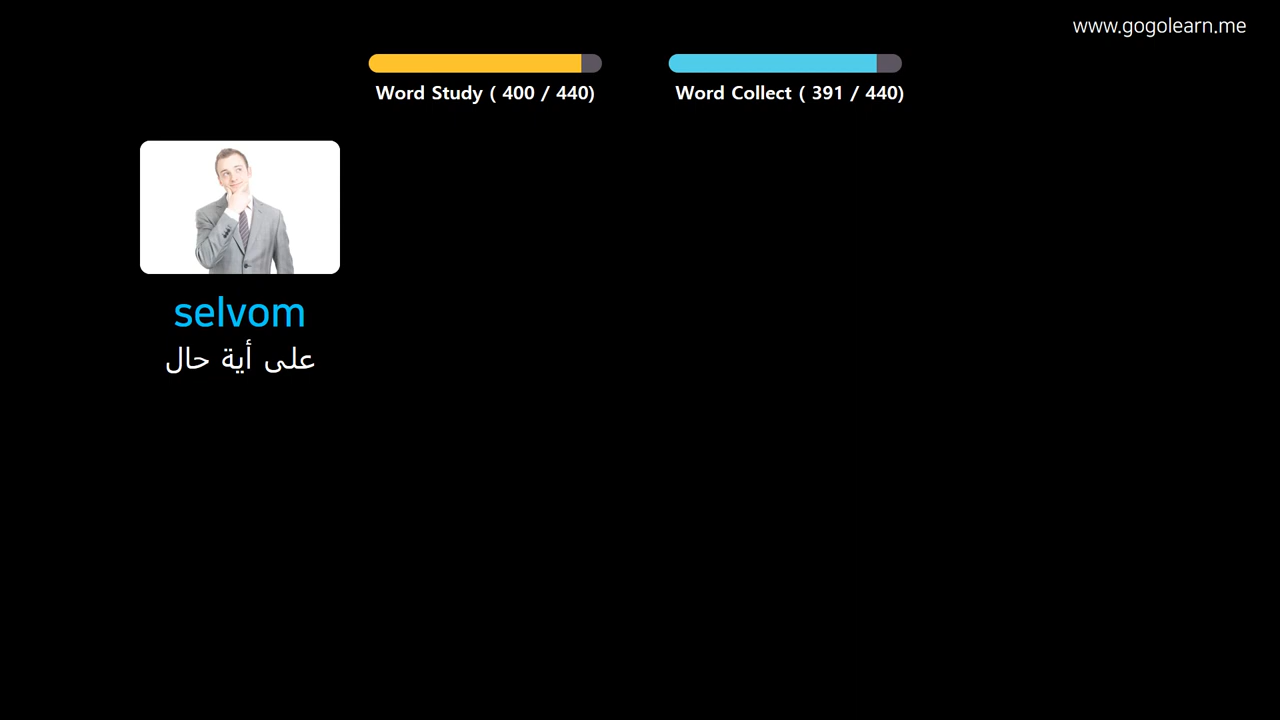 www.gogolearn.me
Word Study ( 400 / 440)
Word Collect ( 391 / 440)
selvom
على أية حال